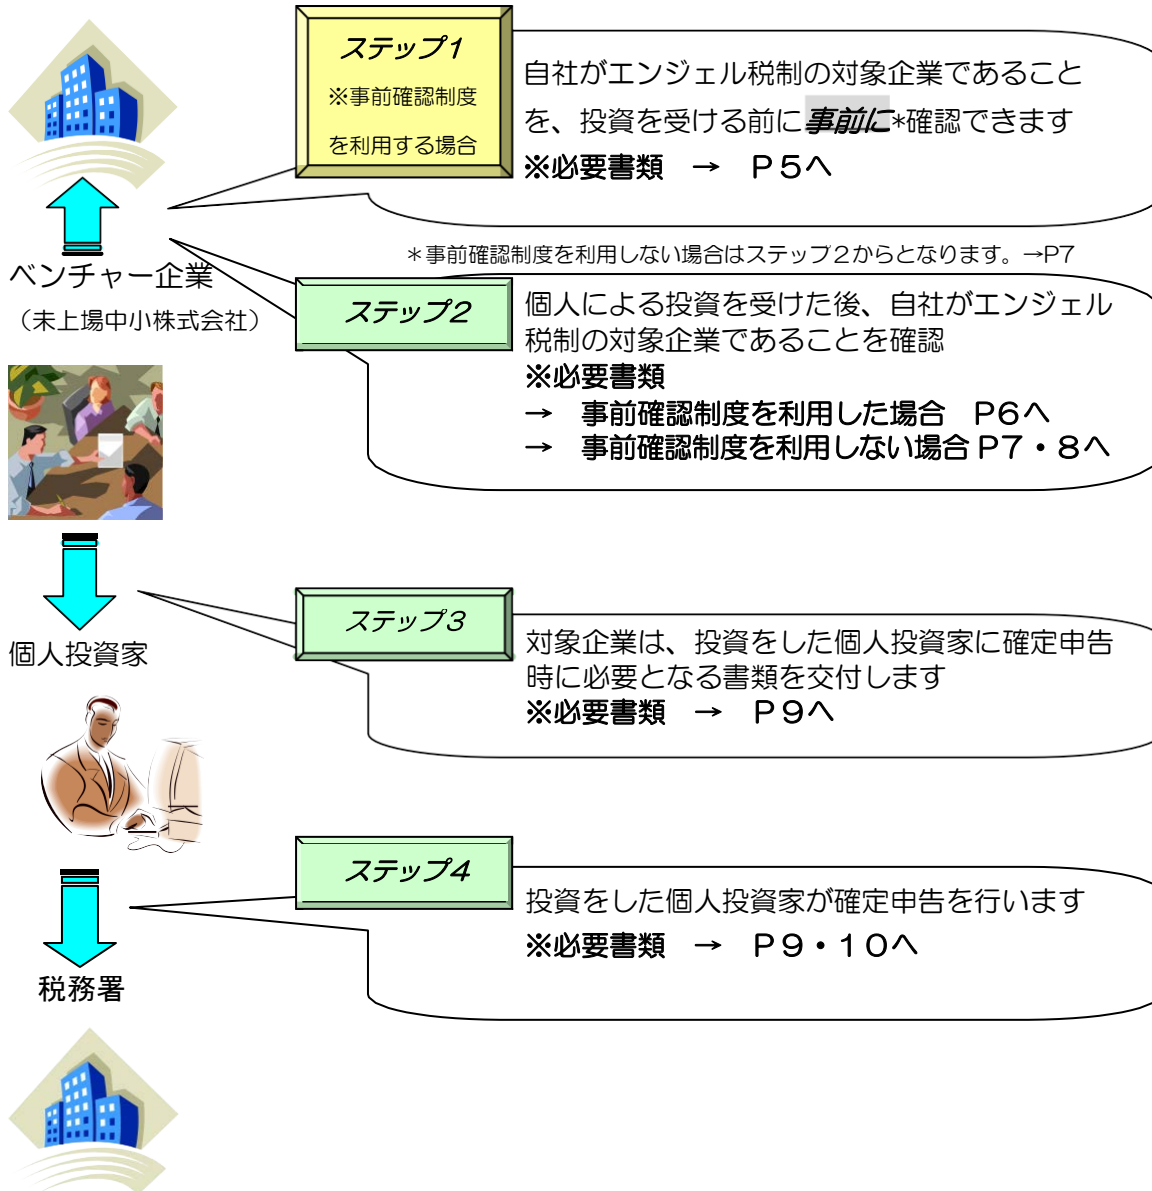 ステップ1
※事前確認制度
を利用する場合
自社がエンジェル税制の対象企業であること
を、投資を受ける前に事前に*確認できます
※必要書類　→　P５へ
＊事前確認制度を利用しない場合はステップ２からとなります。→P7
ベンチャー企業
（未上場中小株式会社）
ステップ2
個人による投資を受けた後、自社がエンジェル
税制の対象企業であることを確認
※必要書類
→　事前確認制度を利用した場合　P６へ
→　事前確認制度を利用しない場合 P７・８へ
ステップ3
対象企業は、投資をした個人投資家に確定申告
時に必要となる書類を交付します
※必要書類　→　P９へ
個人投資家
ステップ4
投資をした個人投資家が確定申告を行います
※必要書類　→　P９・１０へ
税務署